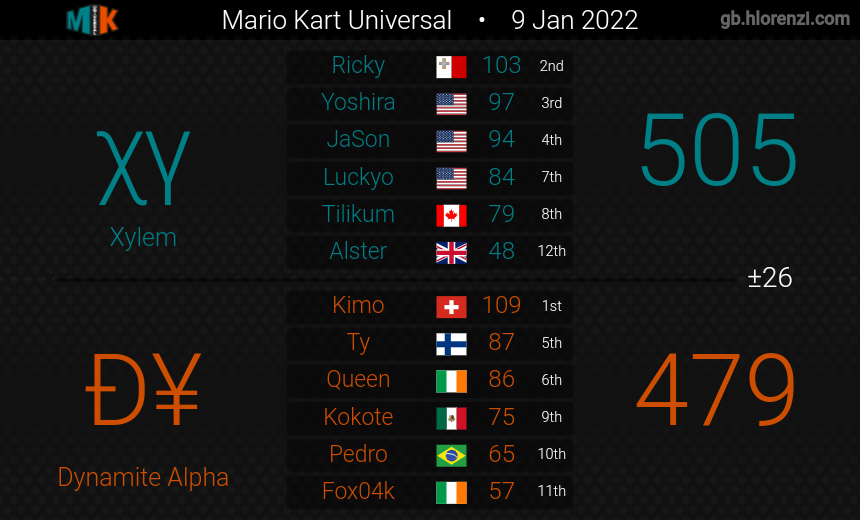 MK Mario Kart Universal • 9 Jan 2022 gb.hlorenzi.com
Ricky 103 2nd
Yoshira 97 3rd
JaSon 94 4th
Luckyo 84 7th
Tilikum 79 8th
Alster 48 12th
XY
Xylem
505
±26
Kimo 109 1st
Ty 87 5th
Queen 86 6th
Kokote 75 9th
Pedro 65 10th
Fox04k 57 11th
Đ¥
Dynamite Alpha
479